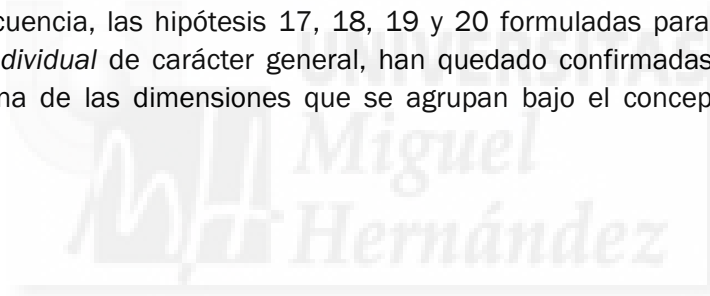 cuencia, las hipótesis 17, 18, 19 y 20 formuladas para
dividual de carácter general, han quedado confirmadas
na de las dimensiones que se agrupan bajo el concep
UNIVERSITAS
Miguel
Hernández